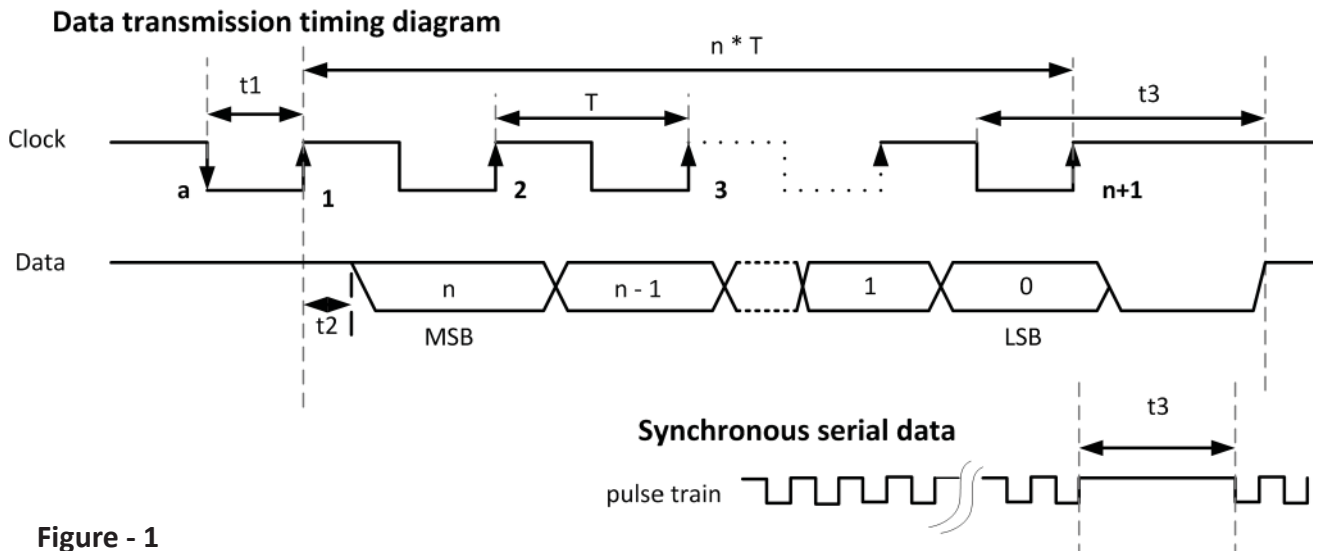 Data transmission timing diagram
n * T
t1
T
t3
Clock
a
1
2
3
n+1
Data
n
n - 1
1
0
t2
MSB
LSB
t3
Synchronous serial data
pulse train
Figure - 1